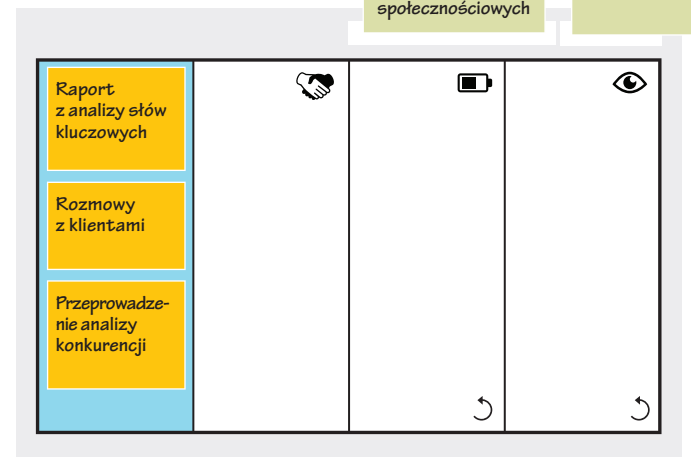 społecznościowych
Raport
z analizy słów
kluczowych
Rozmowy
z klientami
Przeprowadze-
nie analizy
konkurencji